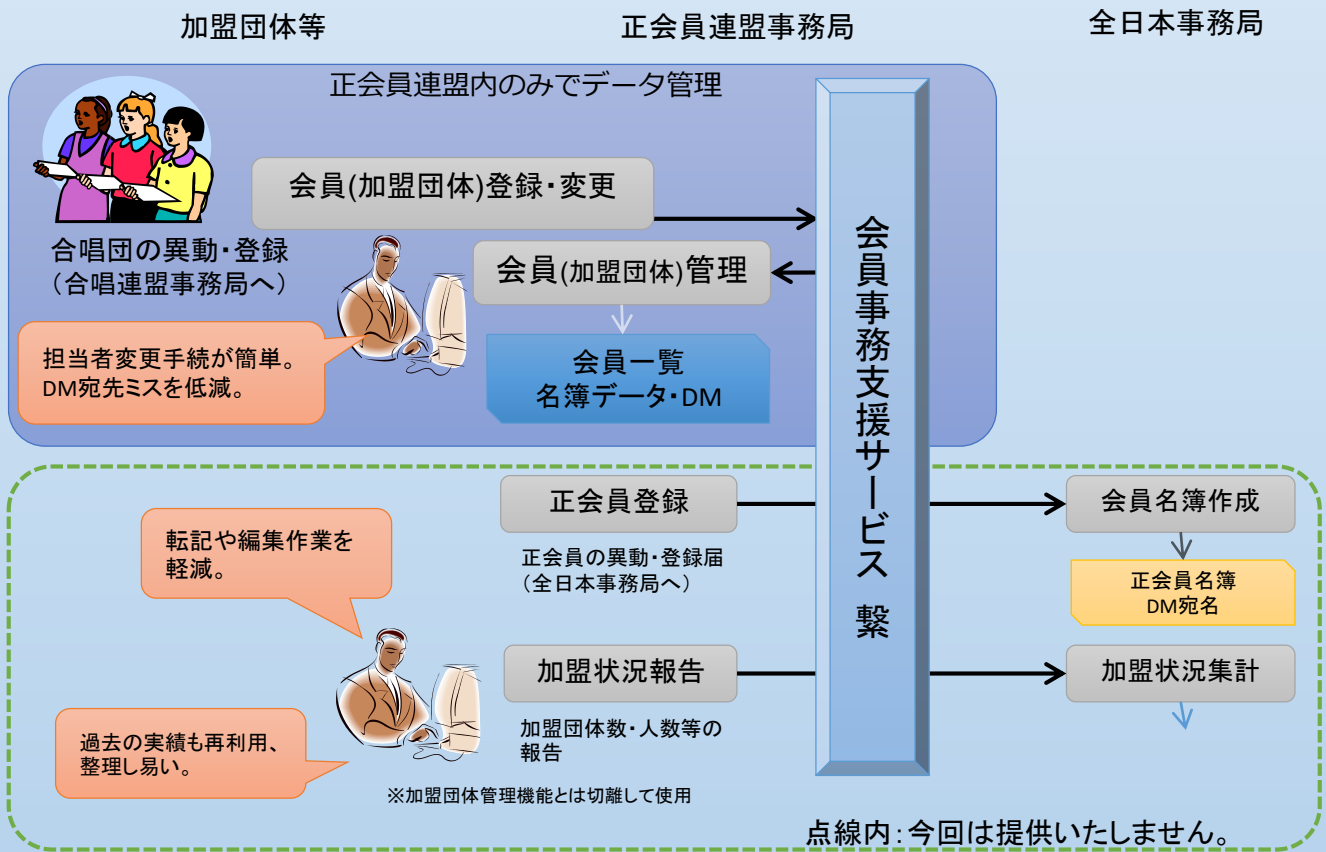 加盟団体等
正会員連盟事務局
全日本事務局
正会員連盟内のみでデータ管理
会員(加盟団体)登録・変更
合唱団の異動・登録
（合唱連盟事務局へ）
会員(加盟団体)管理
担当者変更手続が簡単。
DM宛先ミスを低減。
会員一覧
名簿データ・DM
会員事務支援サービス 繋
正会員登録
会員名簿作成
転記や編集作業を
軽減。
正会員の異動・登録届
（全日本事務局へ）
正会員名簿
DM宛名
加盟状況報告
加盟状況集計
過去の実績も再利用、
整理し易い。
加盟団体数・人数等の
報告
※加盟団体管理機能とは切離して使用
点線内：今回は提供いたしません。